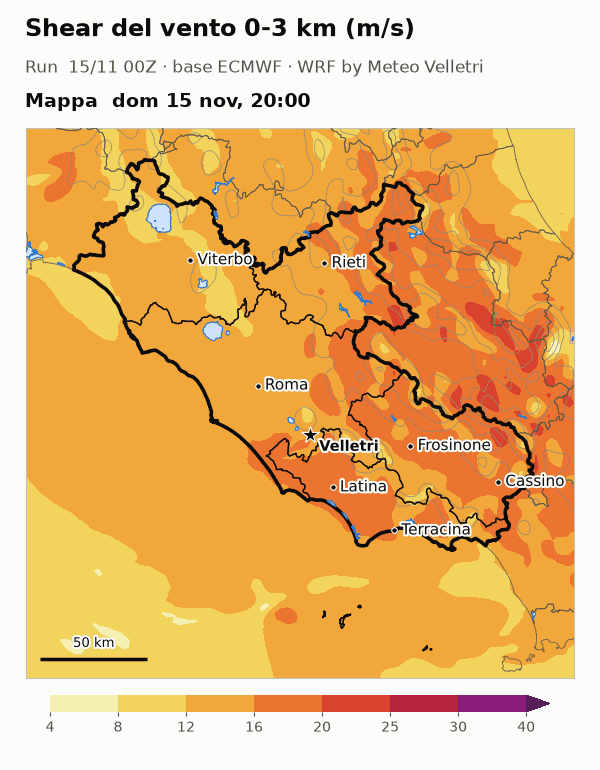 Shear del vento 0-3 km (m/s)
Run  15/11 00Z · base ECMWF · WRF by Meteo Velletri
Mappa  dom 15 nov, 20:00
Viterbo
Rieti
Roma
Velletri
Frosinone
Latina
Cassino
Terracina
50 km
4 8 12 16 20 25 30 40